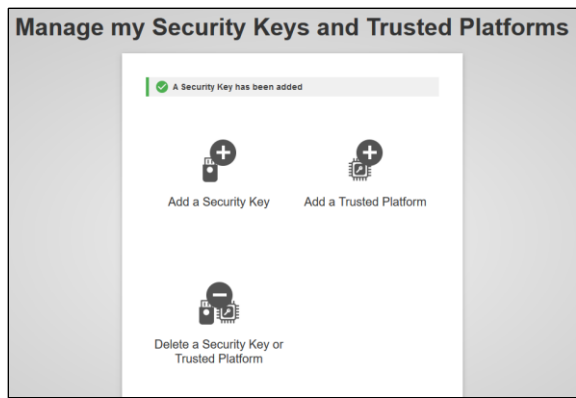 Manage my Security Keys and Trusted Platforms
A Security Key has been added
Add a Security Key
Add a Trusted Platform
Delete a Security Key or
Trusted Platform